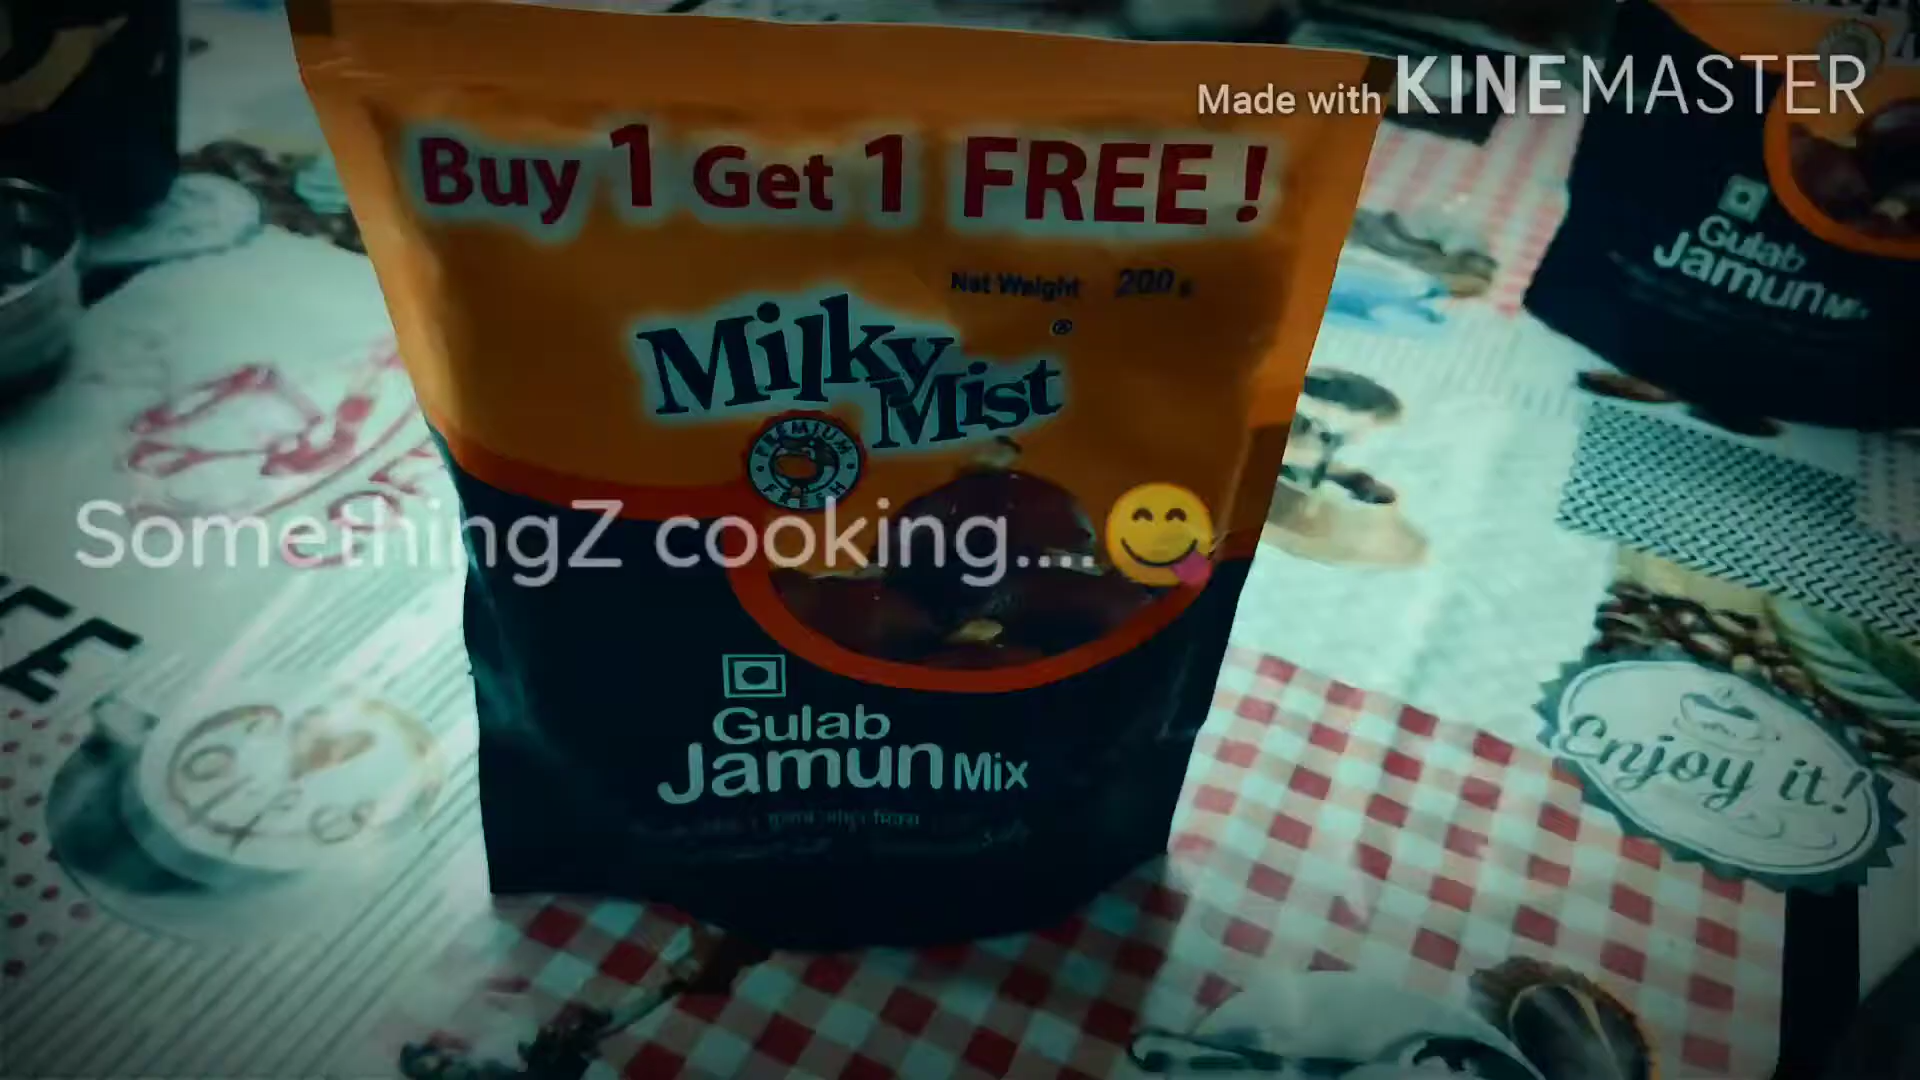 Made with KINEMASTER
Buy 1 Get 1 FREE !
Net Weight 200 g
Milky
Mist
®
PREMIUM
FRESH
SomethingZ cooking....😋
Gulab
Jamun Mix
Gulab
Jamun Mix
Enjoy it!